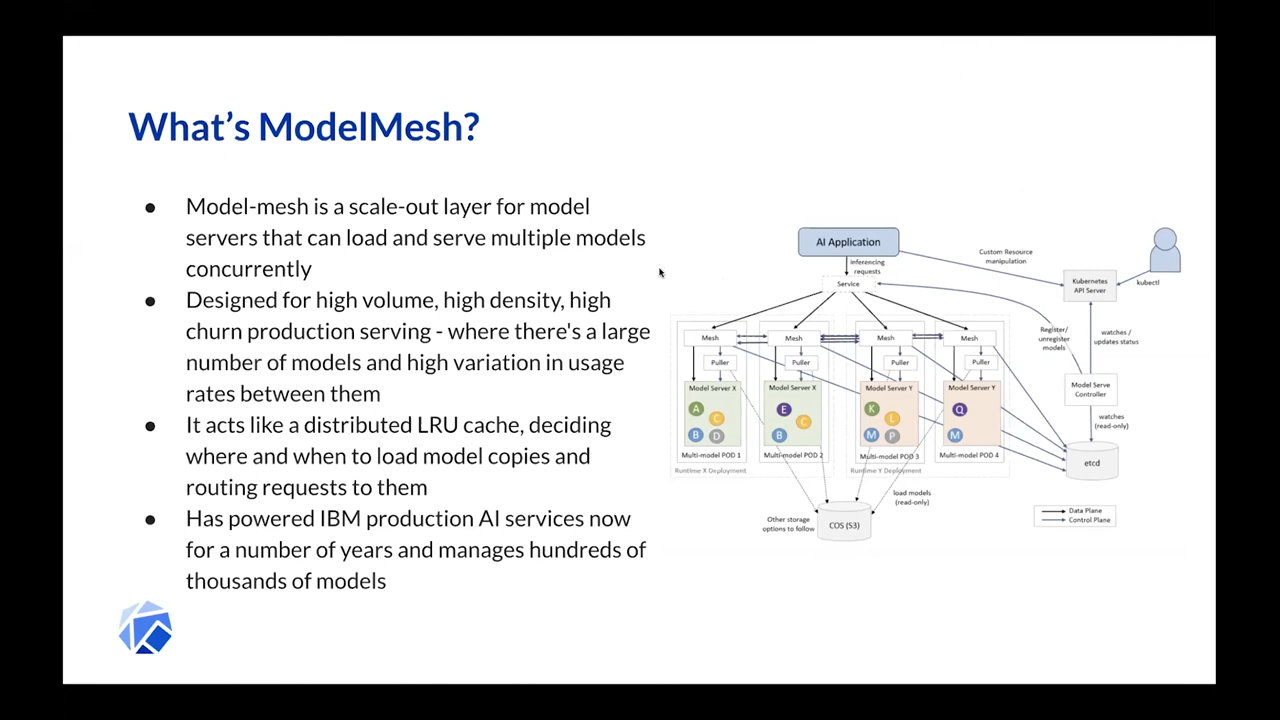 What's ModelMesh?
● Model-mesh is a scale-out layer for model
servers that can load and serve multiple models
concurrently
● Designed for high volume, high density, high
churn production serving - where there's a large
number of models and high variation in usage
rates between them
● It acts like a distributed LRU cache, deciding
where and when to load model copies and
routing requests to them
● Has powered IBM production AI services now
for a number of years and manages hundreds of
thousands of models
AI Application
inferencing
requests
Service
Custom Resource
manipulation
Kubernetes
API Server
kubectl
Register/
unregister
models
watches /
updates status
Mesh
Mesh
Mesh
Mesh
Puller
Puller
Puller
Puller
Model Server X
Model Server X
Model Server Y
Model Server Y
A
C
B
D
E
C
B
K
L
M
P
Q
M
Multi-model POD 1
Multi-model POD 2
Multi-model POD 3
Multi-model POD 4
Runtime X Deployment
Runtime Y Deployment
Model Serve
Controller
watches
(read-only)
etcd
load models
(read-only)
Other storage
options to follow
COS (S3)
Data Plane
Control Plane